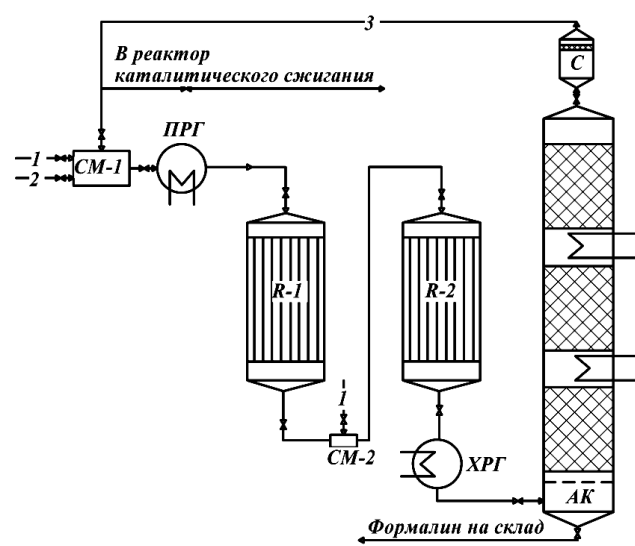 3
С
В реактор
каталитического сжигания
ПРГ
1
СМ-1
2
R-1
R-2
1
СМ-2
ХРГ
АК
Формалин на склад